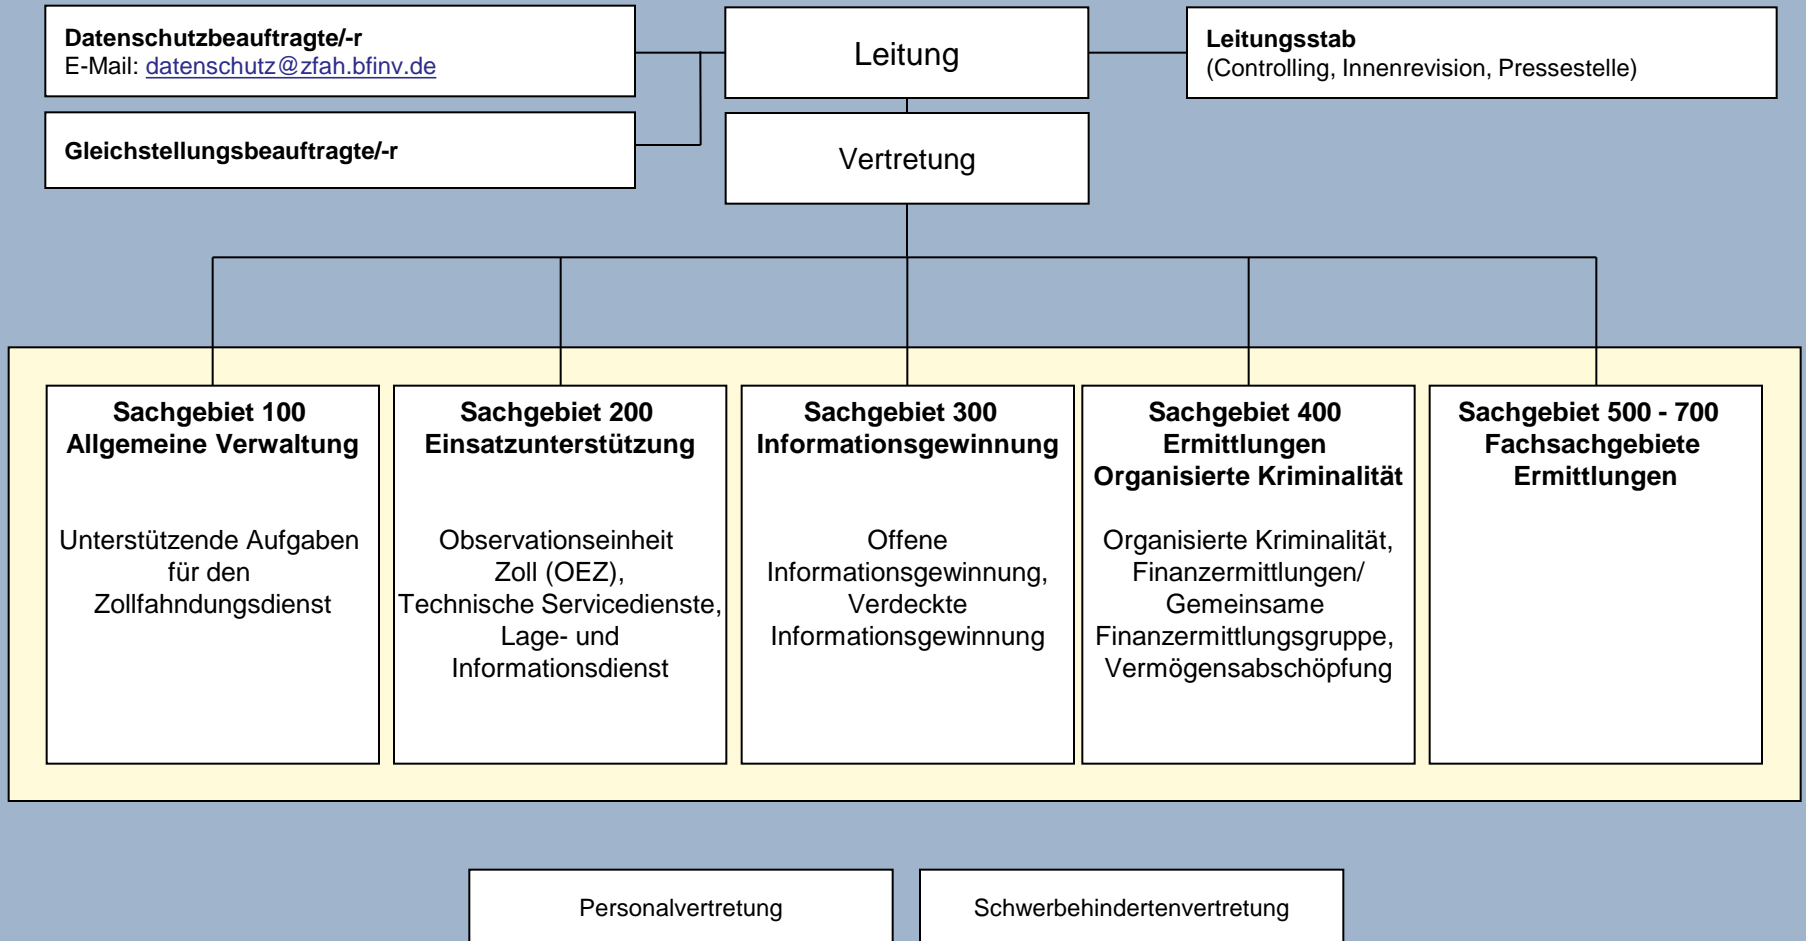 Datenschutzbeauftragte/-r
E-Mail: datenschutz@zfah.bfinv.de
Gleichstellungsbeauftragte/-r
Leitung
Vertretung
Leitungsstab
(Controlling, Innenrevision, Pressestelle)
Sachgebiet 100
Allgemeine Verwaltung
Unterstützende Aufgaben
für den
Zollfahndungsdienst
Sachgebiet 200
Einsatzunterstützung
Observationseinheit
Zoll (OEZ),
Technische Servicedienste,
Lage- und
Informationsdienst
Sachgebiet 300
Informationsgewinnung
Offene
Informationsgewinnung,
Verdeckte
Informationsgewinnung
Sachgebiet 400
Ermittlungen
Organisierte Kriminalität
Organisierte Kriminalität,
Finanzermittlungen/
Gemeinsame
Finanzermittlungsgruppe,
Vermögensabschöpfung
Sachgebiet 500 - 700
Fachsachgebiete
Ermittlungen
Personalvertretung
Schwerbehindertenvertretung